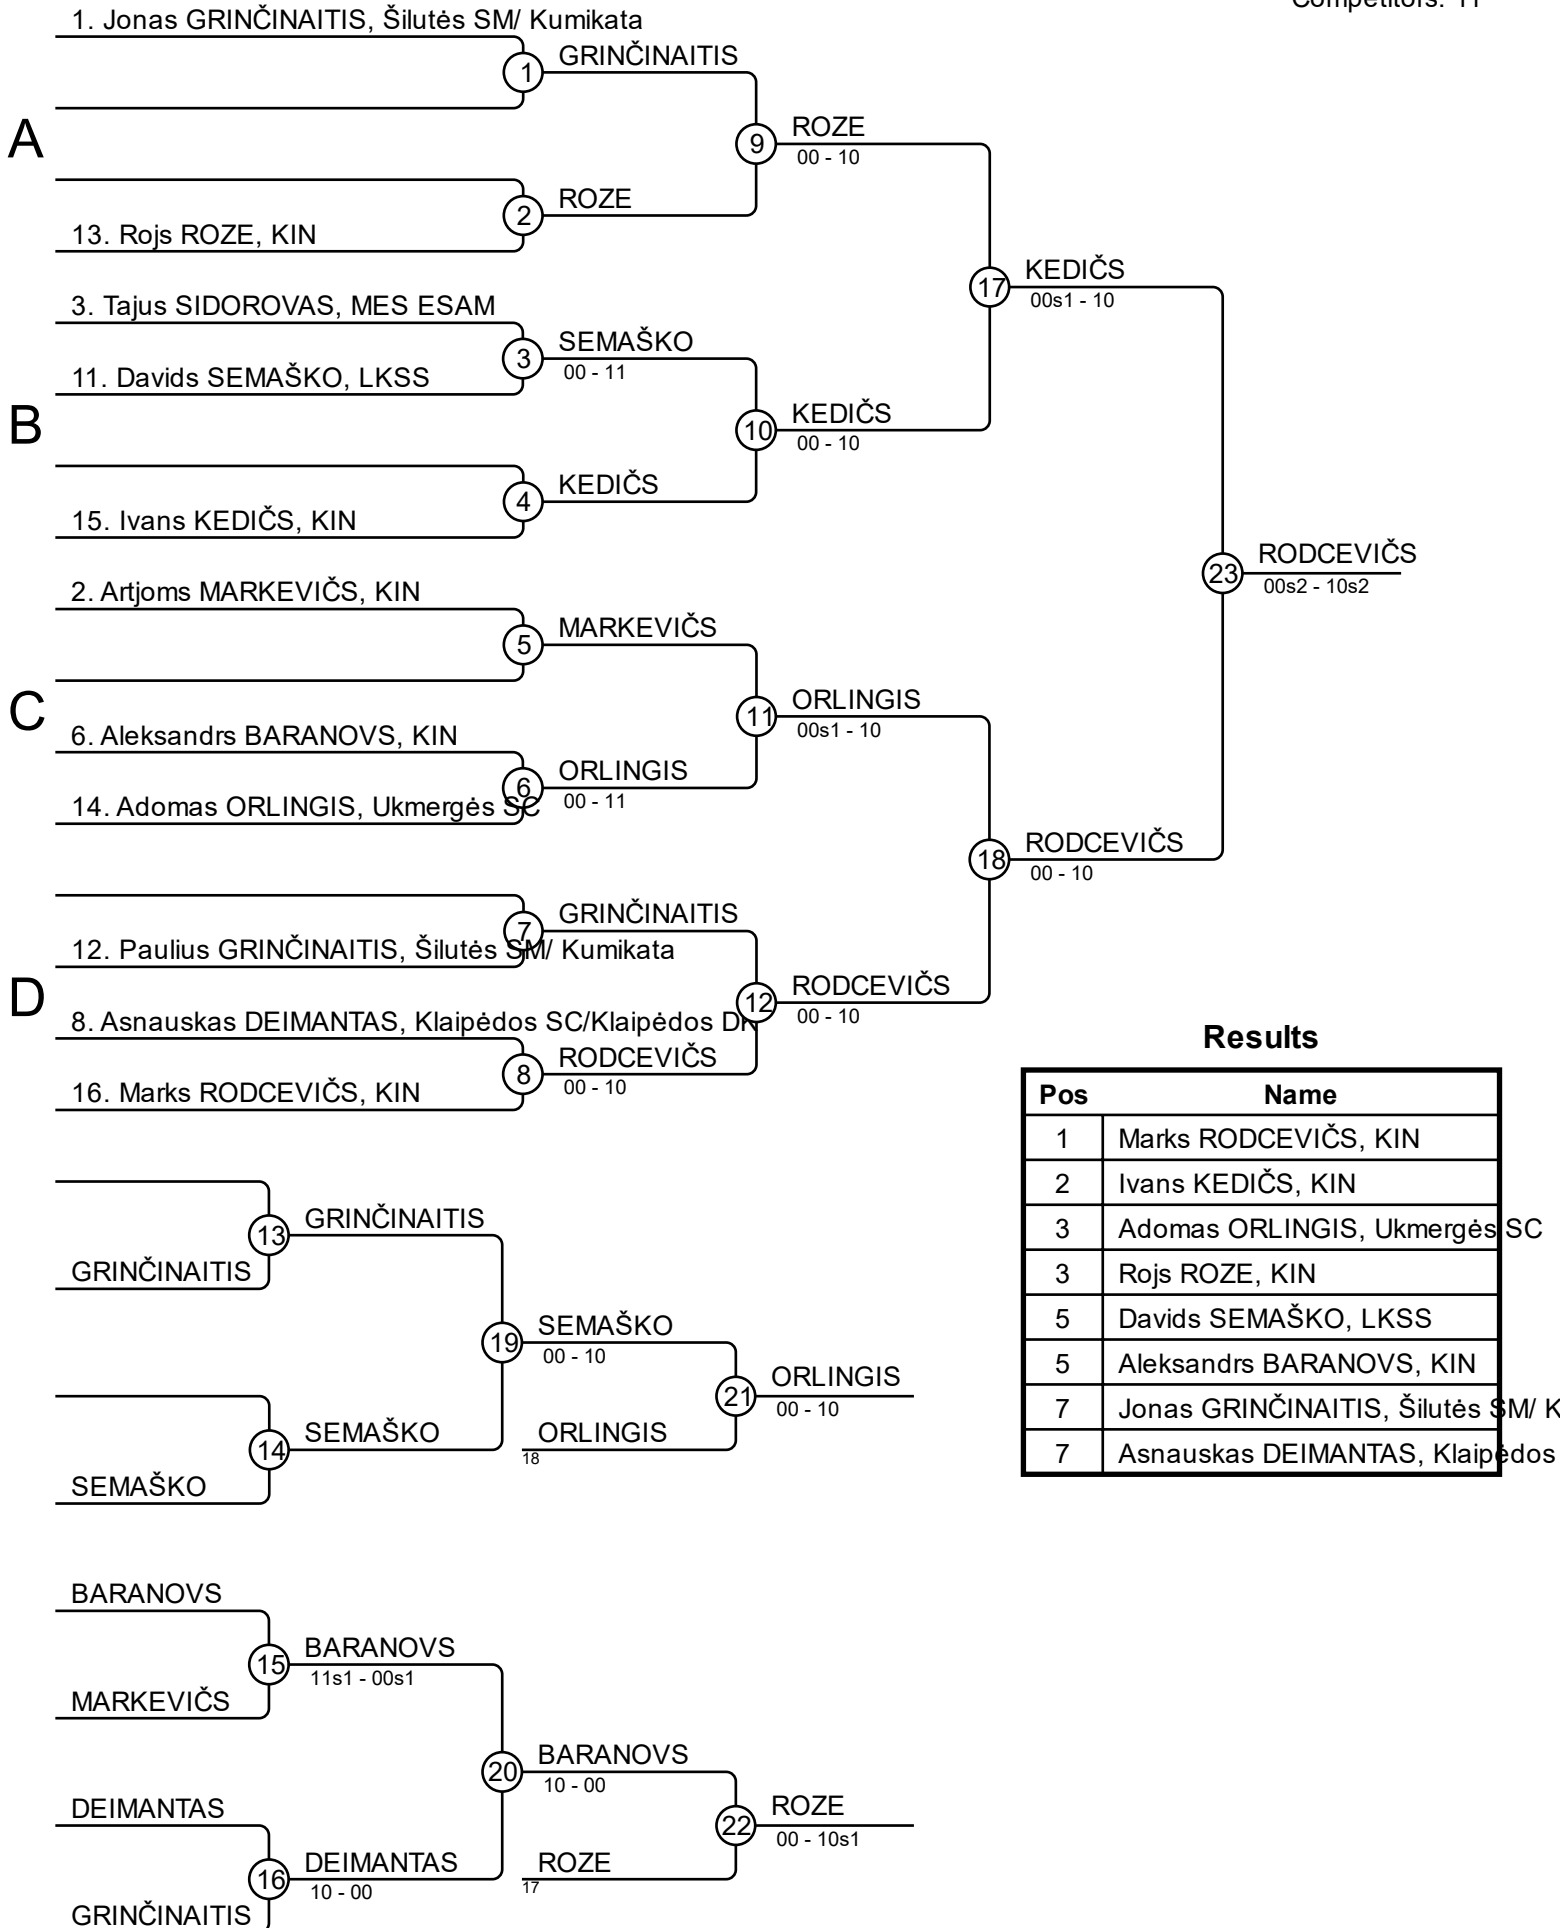 Competitors: 11
1. Jonas GRINČINAITIS, Šilutės SM/ Kumikata
1
GRINČINAITIS
A
9
ROZE
00 - 10
2
ROZE
13. Rojs ROZE, KIN
17
KEDIČS
00s1 - 10
3. Tajus SIDOROVAS, MES ESAM
3
SEMAŠKO
00 - 11
11. Davids SEMAŠKO, LKSS
B
10
KEDIČS
00 - 10
4
KEDIČS
15. Ivans KEDIČS, KIN
23
RODCEVIČS
00s2 - 10s2
2. Artjoms MARKEVIČS, KIN
5
MARKEVIČS
C
11
ORLINGIS
00s1 - 10
6. Aleksandrs BARANOVS, KIN
6
ORLINGIS
00 - 11
14. Adomas ORLINGIS, Ukmergės SC
18
RODCEVIČS
00 - 10
7
GRINČINAITIS
12. Paulius GRINČINAITIS, Šilutės SM/ Kumikata
D
12
RODCEVIČS
00 - 10
8. Asnauskas DEIMANTAS, Klaipėdos SC/Klaipėdos DK
8
RODCEVIČS
00 - 10
16. Marks RODCEVIČS, KIN
13
GRINČINAITIS
GRINČINAITIS
19
SEMAŠKO
00 - 10
21
ORLINGIS
00 - 10
14
SEMAŠKO
ORLINGIS
18
SEMAŠKO
BARANOVS
15
BARANOVS
11s1 - 00s1
MARKEVIČS
20
BARANOVS
10 - 00
DEIMANTAS
22
ROZE
00 - 10s1
16
DEIMANTAS
10 - 00
ROZE
17
GRINČINAITIS
Results
Pos Name
1 Marks RODCEVIČS, KIN
2 Ivans KEDIČS, KIN
3 Adomas ORLINGIS, Ukmergės SC
3 Rojs ROZE, KIN
5 Davids SEMAŠKO, LKSS
5 Aleksandrs BARANOVS, KIN
7 Jonas GRINČINAITIS, Šilutės SM/ K
7 Asnauskas DEIMANTAS, Klaipėdos